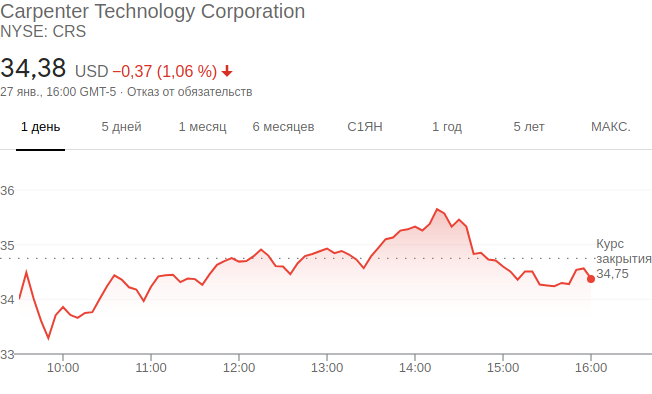 Carpenter Technology Corporation
NYSE: CRS
34,38 USD −0,37 (1,06 %)
27 янв., 16:00 GMT-5 · Отказ от обязательств
1 день 5 дней 1 месяц 6 месяцев С1ЯН 1 год 5 лет МАКС.
36
35
34
33
Курс
закрытия
34,75
10:00 11:00 12:00 13:00 14:00 15:00 16:00